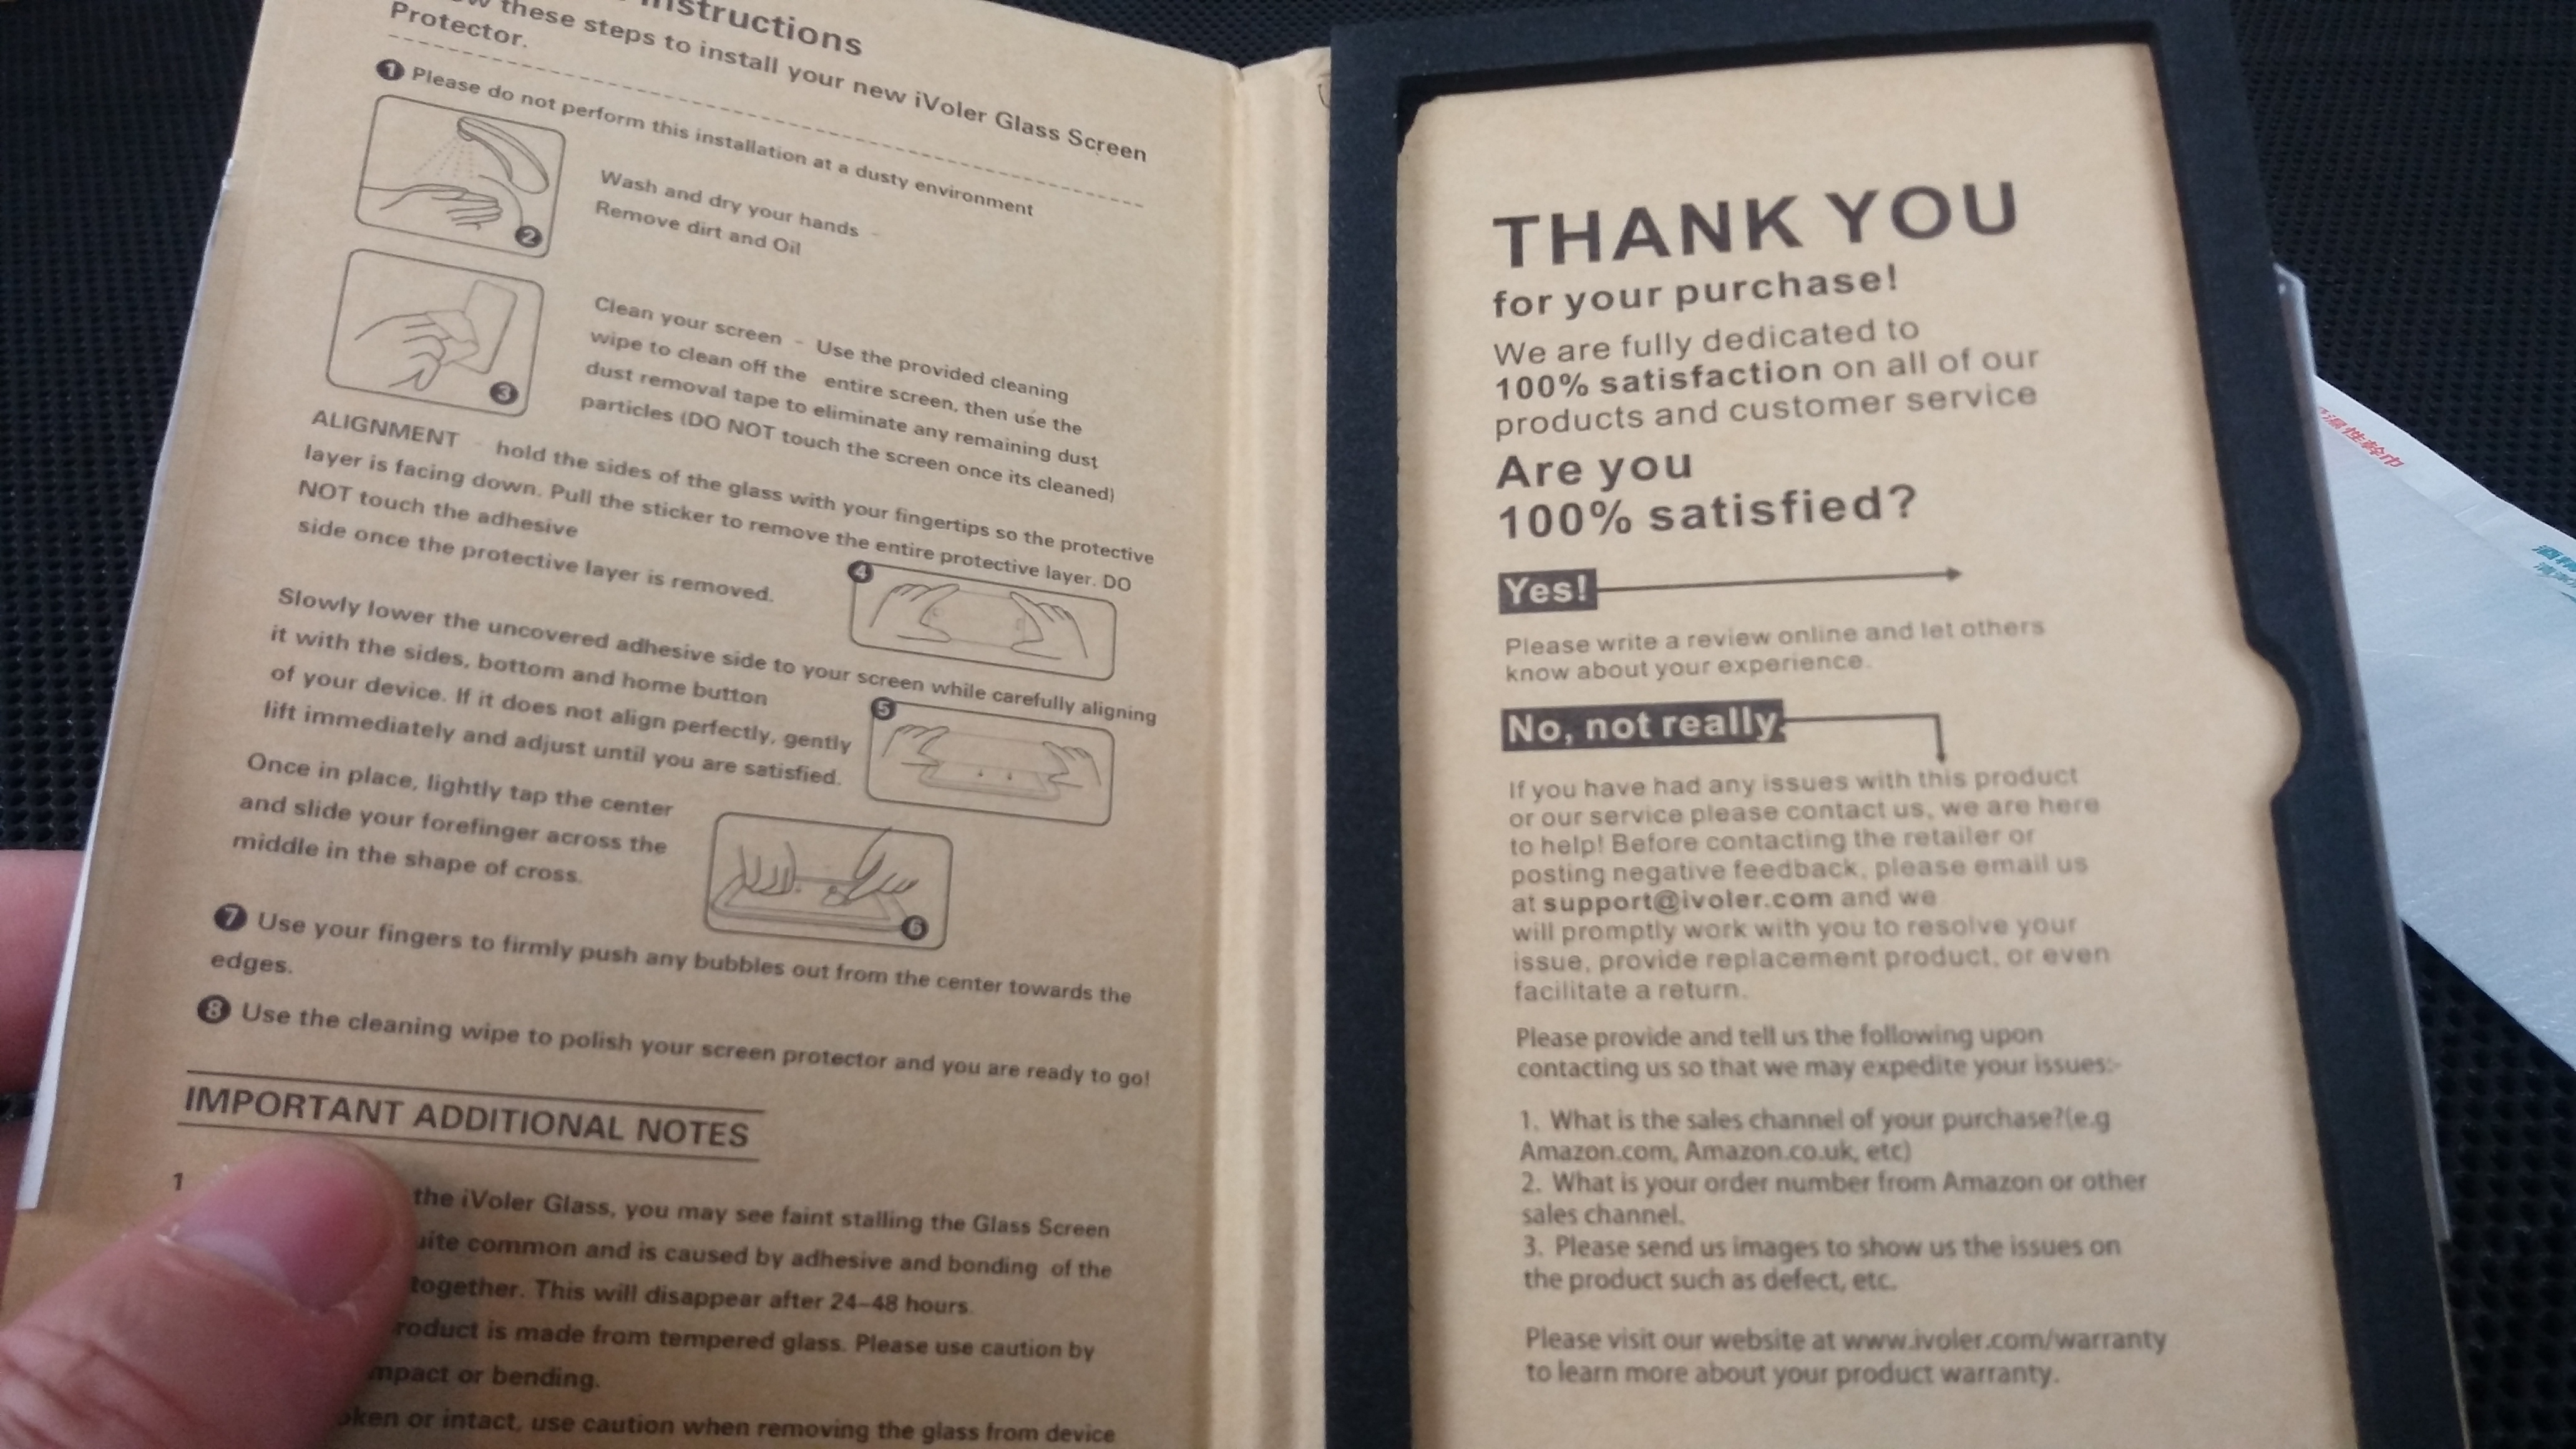 Instructions
these steps to install your new iVoler Glass Screen
Protector.
1 Please do not perform this installation at a dusty environment
Wash and dry your hands -
Remove dirt and Oil
2
Clean your screen - Use the provided cleaning
wipe to clean off the entire screen, then use the
dust removal tape to eliminate any remaining dust
particles (DO NOT touch the screen once its cleaned)
3
ALIGNMENT - hold the sides of the glass with your fingertips so the protective
layer is facing down. Pull the sticker to remove the entire protective layer. DO
NOT touch the adhesive
side once the protective layer is removed.
4
Slowly lower the uncovered adhesive side to your screen while carefully aligning
it with the sides, bottom and home button
of your device. If it does not align perfectly, gently
lift immediately and adjust until you are satisfied.
5
Once in place, lightly tap the center
and slide your forefinger across the
middle in the shape of cross.
6
7 Use your fingers to firmly push any bubbles out from the center towards the
edges.
8 Use the cleaning wipe to polish your screen protector and you are ready to go!
IMPORTANT ADDITIONAL NOTES
1
the iVoler Glass, you may see faint stalling the Glass Screen
common and is caused by adhesive and bonding of the
together. This will disappear after 24-48 hours.
is made from tempered glass. Please use caution by
or bending.
or intact, use caution when removing the glass from device
THANK YOU
for your purchase!
We are fully dedicated to
100% satisfaction on all of our
products and customer service
Are you
100% satisfied?
Yes!
Please write a review online and let others
know about your experience.
No, not really.
If you have had any issues with this product
or our service please contact us, we are here
to help! Before contacting the retailer or
posting negative feedback, please email us
at support@ivoler.com and we
will promptly work with you to resolve your
issue, provide replacement product, or even
facilitate a return.
Please provide and tell us the following upon
contacting us so that we may expedite your issues:-
1. What is the sales channel of your purchase?(e.g
Amazon.com, Amazon.co.uk, etc)
2. What is your order number from Amazon or other
sales channel.
3. Please send us images to show us the issues on
the product such as defect, etc.
Please visit our website at www.ivoler.com/warranty
to learn more about your product warranty.